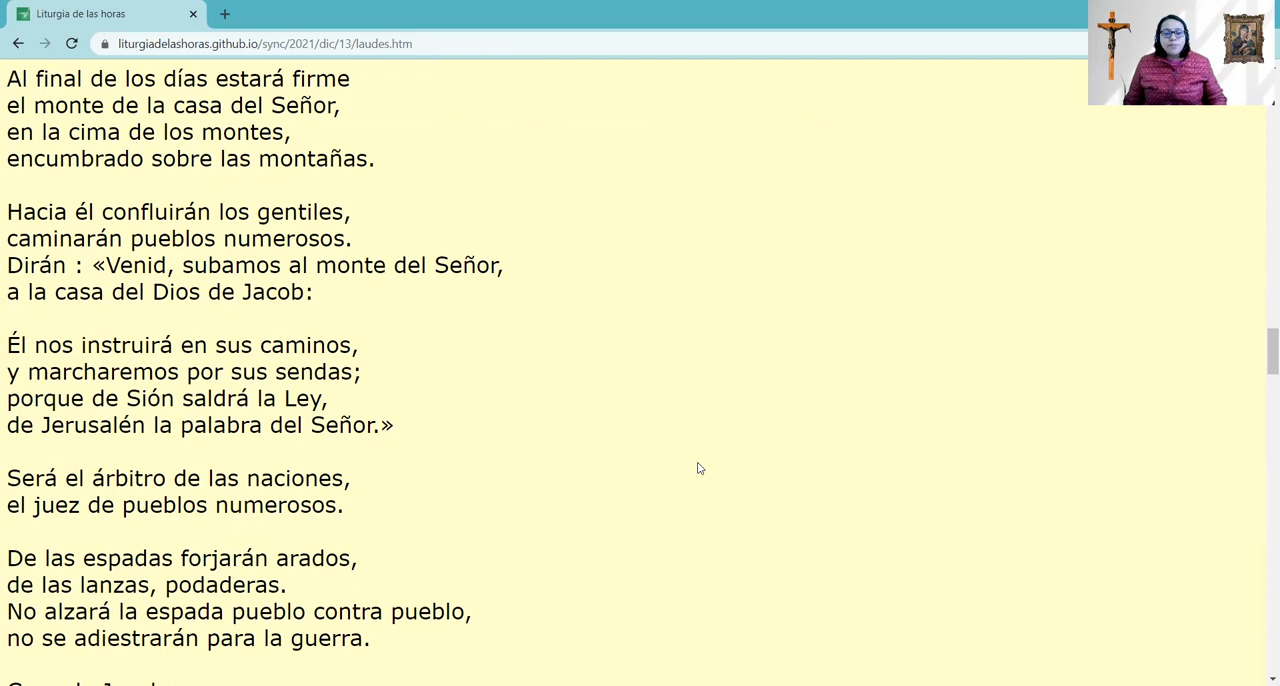 Liturgia de las horas
liturgiadelashoras.github.io/sync/2021/dic/13/laudes.htm
Al final de los días estará firme
el monte de la casa del Señor,
en la cima de los montes,
encumbrado sobre las montañas.
Hacia él confluirán los gentiles,
caminarán pueblos numerosos.
Dirán : «Venid, subamos al monte del Señor,
a la casa del Dios de Jacob:
Él nos instruirá en sus caminos,
y marcharemos por sus sendas;
porque de Sión saldrá la Ley,
de Jerusalén la palabra del Señor.»
Será el árbitro de las naciones,
el juez de pueblos numerosos.
De las espadas forjarán arados,
de las lanzas, podaderas.
No alzará la espada pueblo contra pueblo,
no se adiestrarán para la guerra.